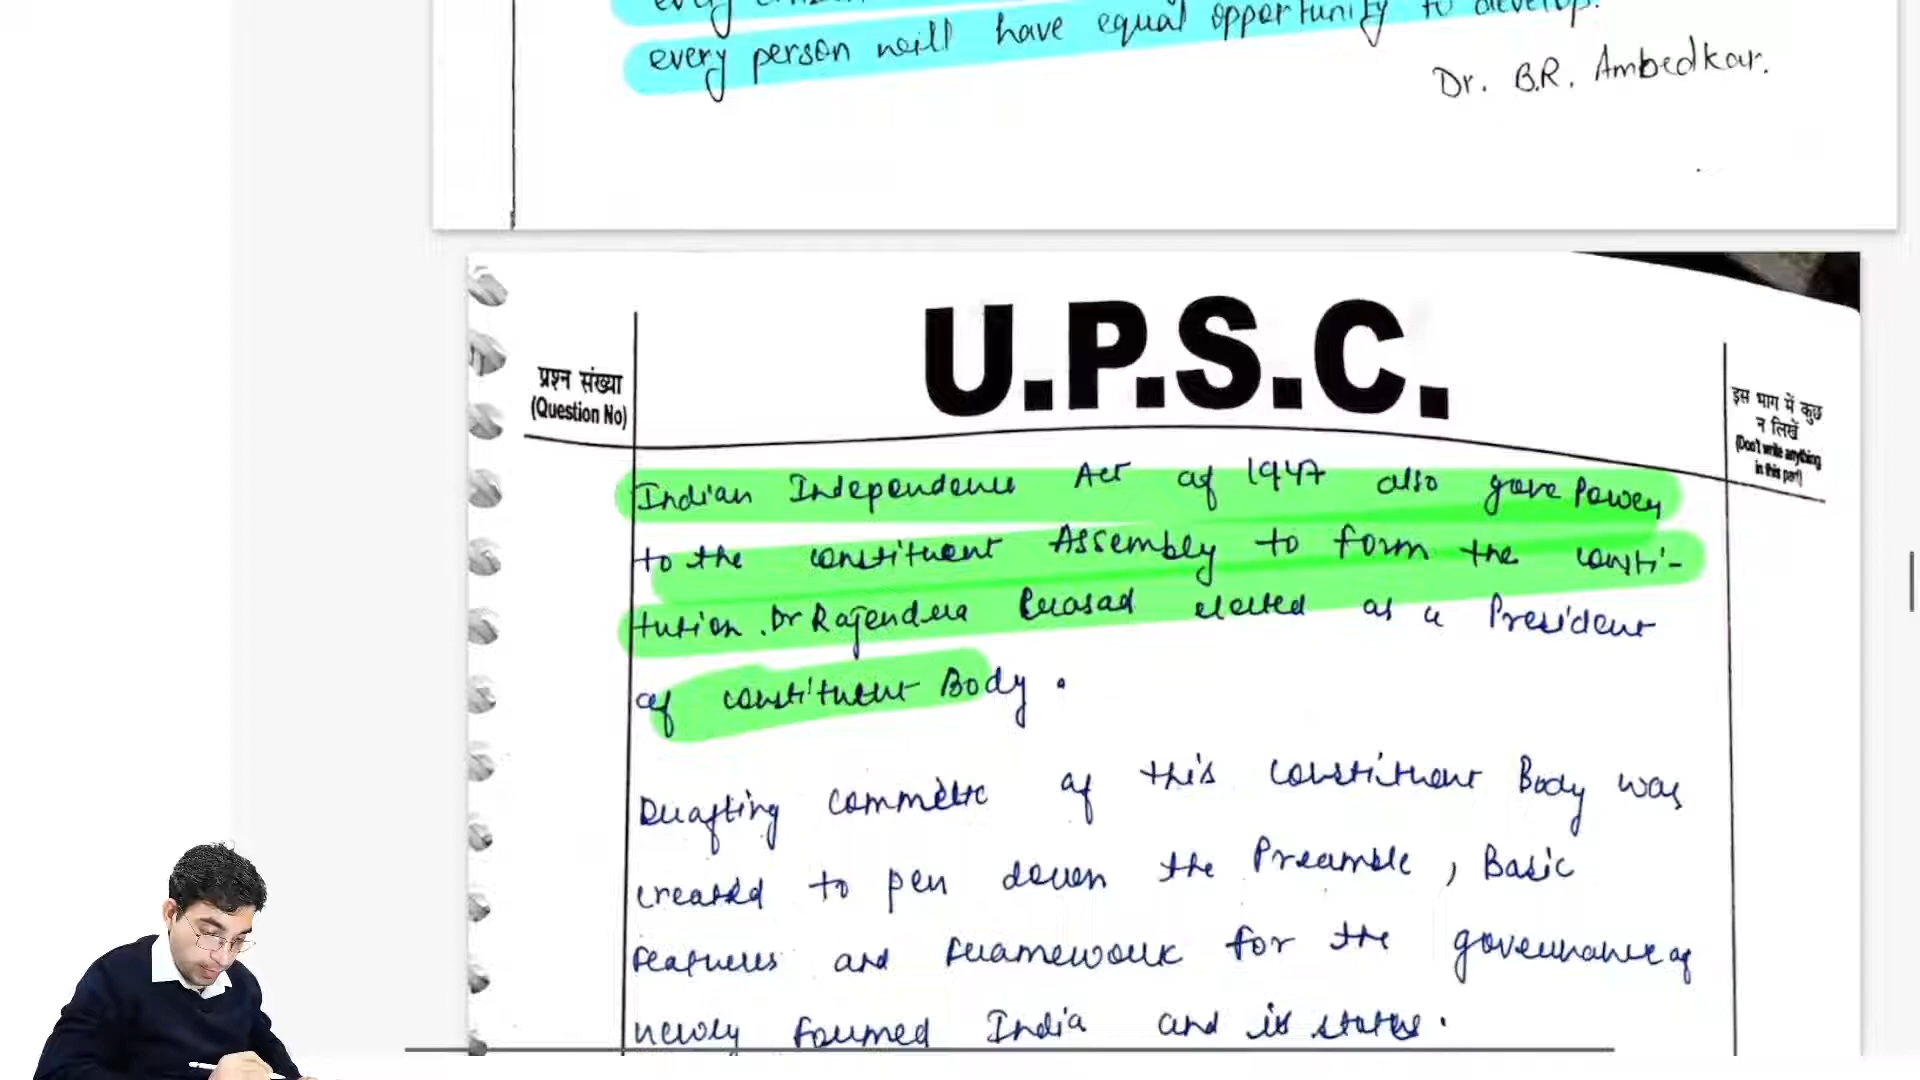 every person will have equal opportunity to develop.
Dr. B.R. Ambedkar.
U.P.S.C.
प्रश्न संख्या
(Question No)
इस भाग में कुछ
न लिखें
(Don't write anything
in this part)
Indian Independence Act of 1947 also gave Power
to the constituent Assembly to form the consti-
tution. Dr Rajendra Prasad elected as a President
of constituent Body.
Drafting committee of this constituent Body was
created to pen down the Preamble, Basic
features and framework for the governance of
newly formed India and its states.